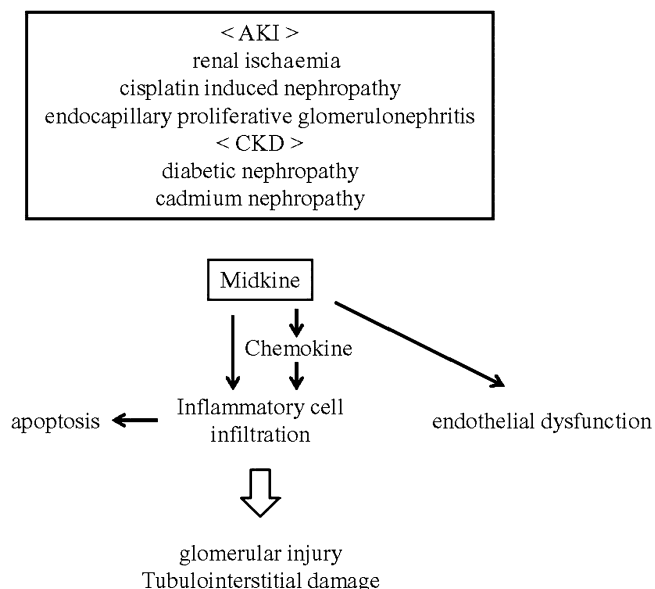 < AKI >
renal ischaemia
cisplatin induced nephropathy
endocapillary proliferative glomerulonephritis
< CKD >
diabetic nephropathy
cadmium nephropathy
Midkine
Chemokine
apoptosis
Inflammatory cell
infiltration
endothelial dysfunction
glomerular injury
Tubulointerstitial damage